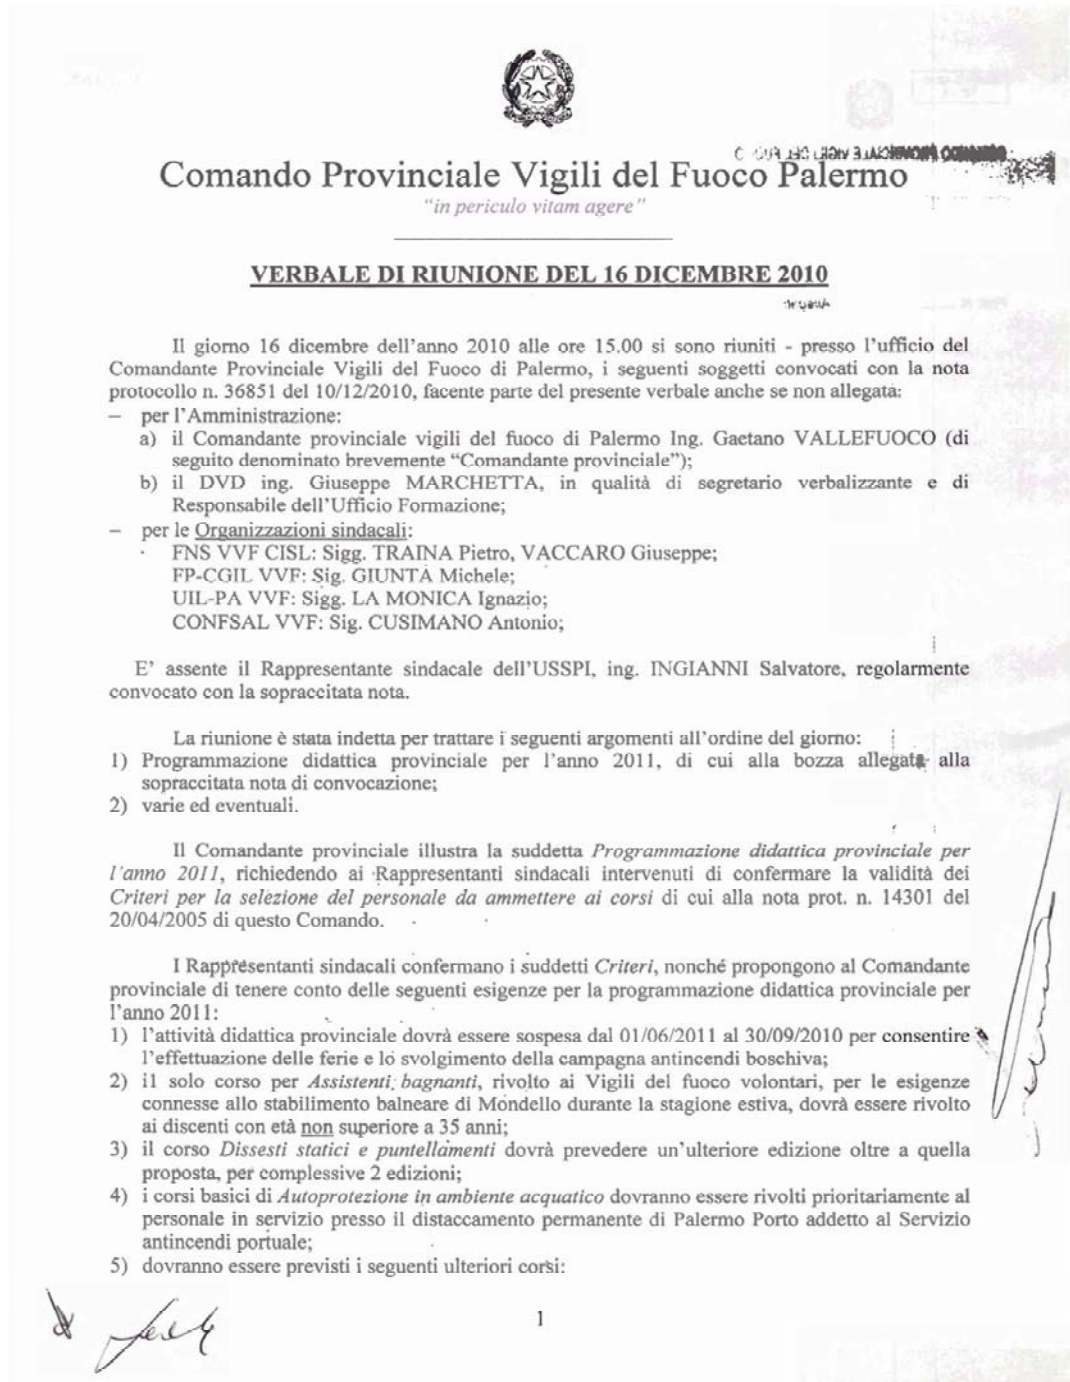 Comando Provinciale Vigili del Fuoco Palermo
“in periculo vitam agere”
VERBALE DI RIUNIONE DEL 16 DICEMBRE 2010
Il giorno 16 dicembre dell’anno 2010 alle ore 15.00 si sono riuniti - presso l’ufficio del
Comandante Provinciale Vigili del Fuoco di Palermo, i seguenti soggetti convocati con la nota
protocollo n. 36851 del 10/12/2010, facente parte del presente verbale anche se non allegata:
– per l’Amministrazione:
a) il Comandante provinciale vigili del fuoco di Palermo Ing. Gaetano VALLEFUOCO (di
seguito denominato brevemente “Comandante provinciale”);
b) il DVD ing. Giuseppe MARCHETTA, in qualità di segretario verbalizzante e di
Responsabile dell’Ufficio Formazione;
– per le Organizzazioni sindacali:
FNS VVF CISL: Sigg. TRAINA Pietro, VACCARO Giuseppe;
FP-CGIL VVF: Sig. GIUNTA Michele;
UIL-PA VVF: Sigg. LA MONICA Ignazio;
CONFSAL VVF: Sig. CUSIMANO Antonio;
E’ assente il Rappresentante sindacale dell’USSPI, ing. INGIANNI Salvatore, regolarmente
convocato con la sopraccitata nota.
La riunione è stata indetta per trattare i seguenti argomenti all’ordine del giorno:
1) Programmazione didattica provinciale per l’anno 2011, di cui alla bozza allegata alla
sopraccitata nota di convocazione;
2) varie ed eventuali.
Il Comandante provinciale illustra la suddetta Programmazione didattica provinciale per
l’anno 2011, richiedendo ai Rappresentanti sindacali intervenuti di confermare la validità dei
Criteri per la selezione del personale da ammettere ai corsi di cui alla nota prot. n. 14301 del
20/04/2005 di questo Comando.
I Rappresentanti sindacali confermano i suddetti Criteri, nonché propongono al Comandante
provinciale di tenere conto delle seguenti esigenze per la programmazione didattica provinciale per
l’anno 2011:
1) l’attività didattica provinciale dovrà essere sospesa dal 01/06/2011 al 30/09/2010 per consentire
l’effettuazione delle ferie e lo svolgimento della campagna antincendi boschiva;
2) il solo corso per Assistenti bagnanti, rivolto ai Vigili del fuoco volontari, per le esigenze
connesse allo stabilimento balneare di Mondello durante la stagione estiva, dovrà essere rivolto
ai discenti con età non superiore a 35 anni;
3) il corso Dissesti statici e puntellamenti dovrà prevedere un’ulteriore edizione oltre a quella
proposta, per complessive 2 edizioni;
4) i corsi basici di Autoprotezione in ambiente acquatico dovranno essere rivolti prioritariamente al
personale in servizio presso il distaccamento permanente di Palermo Porto addetto al Servizio
antincendi portuale;
5) dovranno essere previsti i seguenti ulteriori corsi:
1